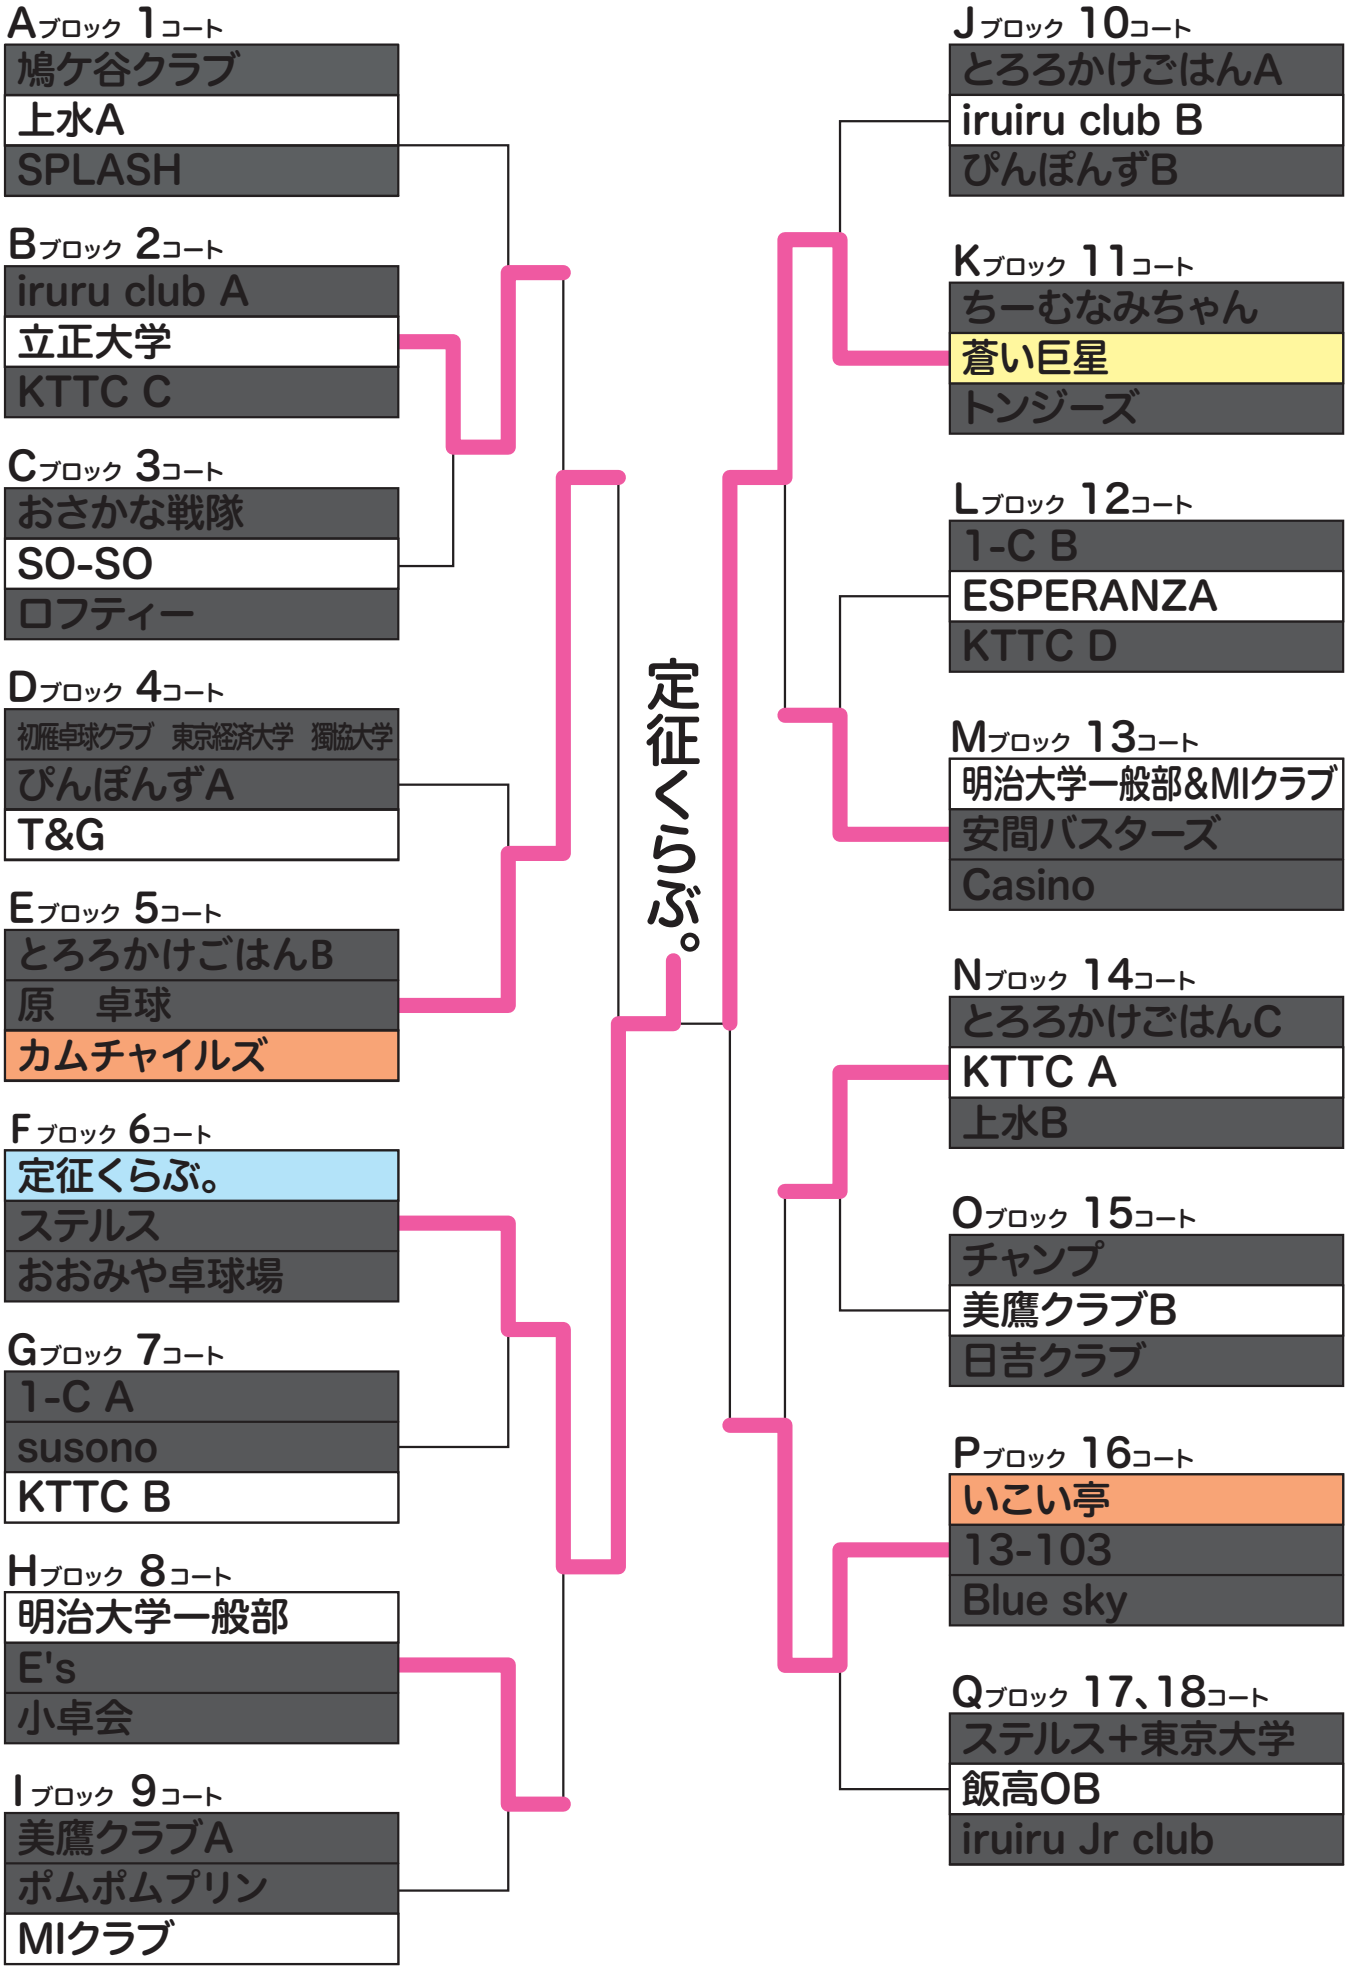 Aブロック 1コート
鳩ケ谷クラブ
上水A
SPLASH
Bブロック 2コート
iruru club A
立正大学
KTTC C
Cブロック 3コート
おさかな戦隊
SO-SO
ロフティー
Dブロック 4コート
初雁卓球クラブ 東京経済大学 獨協大学
ぴんぽんずA
T&G
Eブロック 5コート
とろろかけごはんB
原 卓球
カムチャイルズ
Fブロック 6コート
定征くらぶ。
ステルス
おおみや卓球場
Gブロック 7コート
1-C A
susono
KTTC B
Hブロック 8コート
明治大学一般部
E's
小卓会
Iブロック 9コート
美鷹クラブA
ポムポムプリン
MIクラブ
定征くらぶ。
Jブロック 10コート
とろろかけごはんA
iruiru club B
ぴんぽんずB
Kブロック 11コート
ちーむなみちゃん
蒼い巨星
トンジーズ
Lブロック 12コート
1-C B
ESPERANZA
KTTC D
Mブロック 13コート
明治大学一般部&MIクラブ
安間バスターズ
Casino
Nブロック 14コート
とろろかけごはんC
KTTC A
上水B
Oブロック 15コート
チャンプ
美鷹クラブB
日吉クラブ
Pブロック 16コート
いこい亭
13-103
Blue sky
Qブロック 17、18コート
ステルス+東京大学
飯高OB
iruiru Jr club